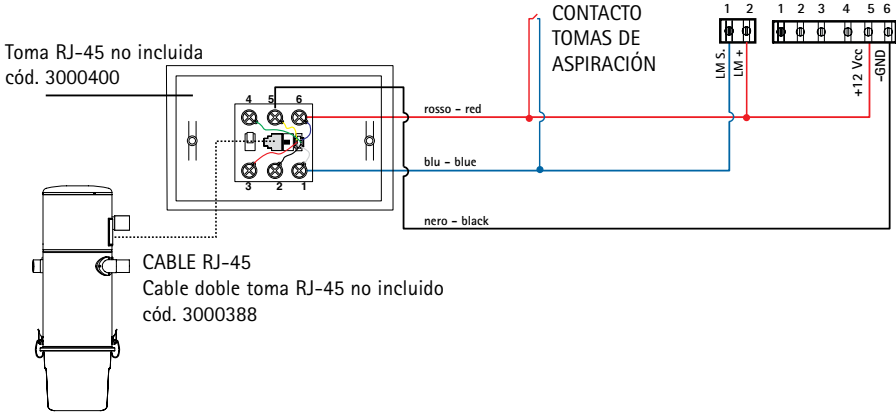 CONTACTO
TOMAS DE
ASPIRACIÓN
1 2
1 2 3 4 5 6
LM S.
LM +
+12 Vcc
-GND
Toma RJ-45 no incluida
cód. 3000400
4 5 6
3 2 1
rosso - red
blu - blue
nero - black
CABLE RJ-45
Cable doble toma RJ-45 no incluido
cód. 3000388